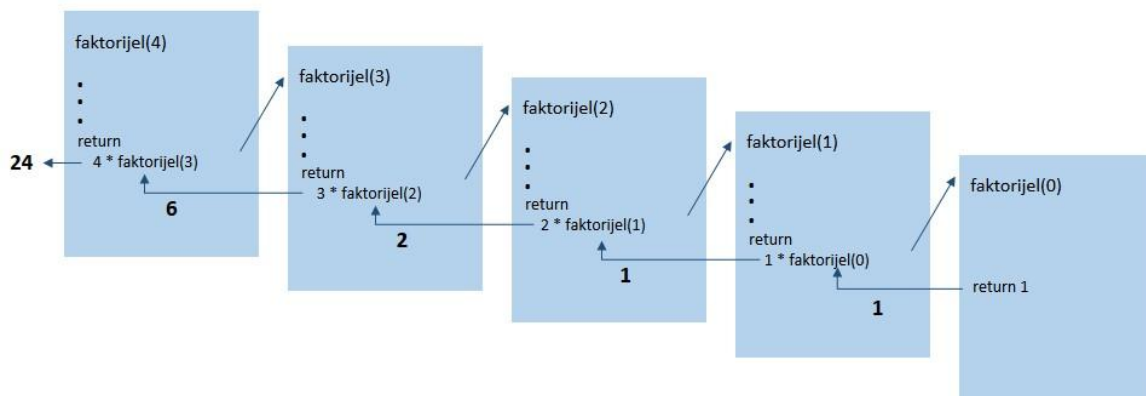 faktorijel(4)
return
4 * faktorijel(3)
24
6
faktorijel(3)
return
3 * faktorijel(2)
2
faktorijel(2)
return
2 * faktorijel(1)
1
faktorijel(1)
return
1 * faktorijel(0)
1
faktorijel(0)
return 1